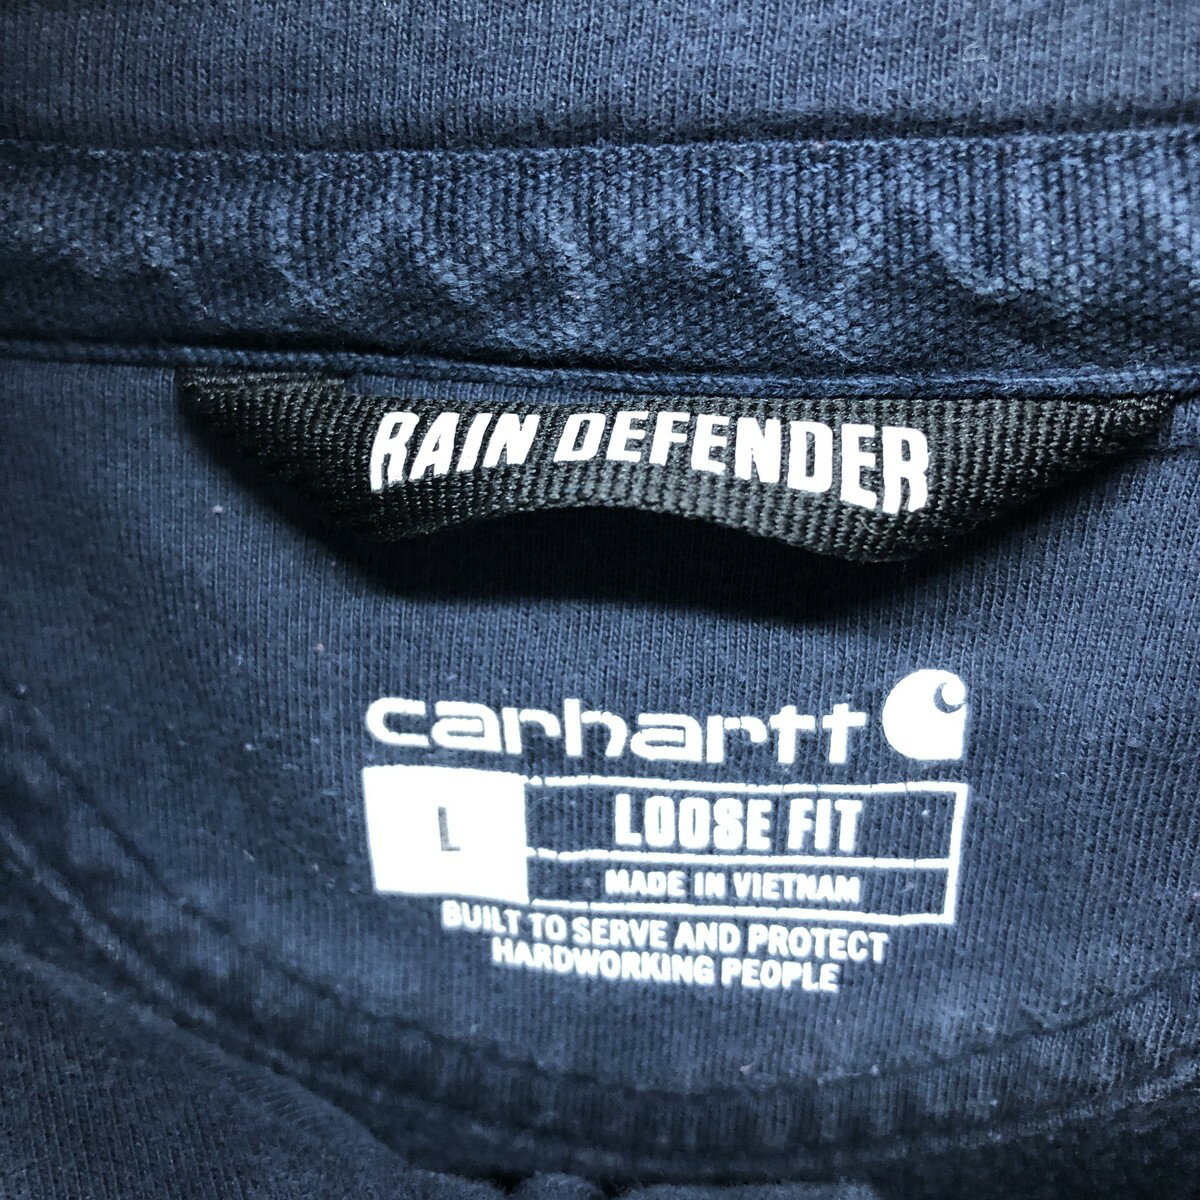 RAIN DEFENDER
carhartt
L
LOOSE FIT
MADE IN VIETNAM
BUILT TO SERVE AND PROTECT
HARDWORKING PEOPLE